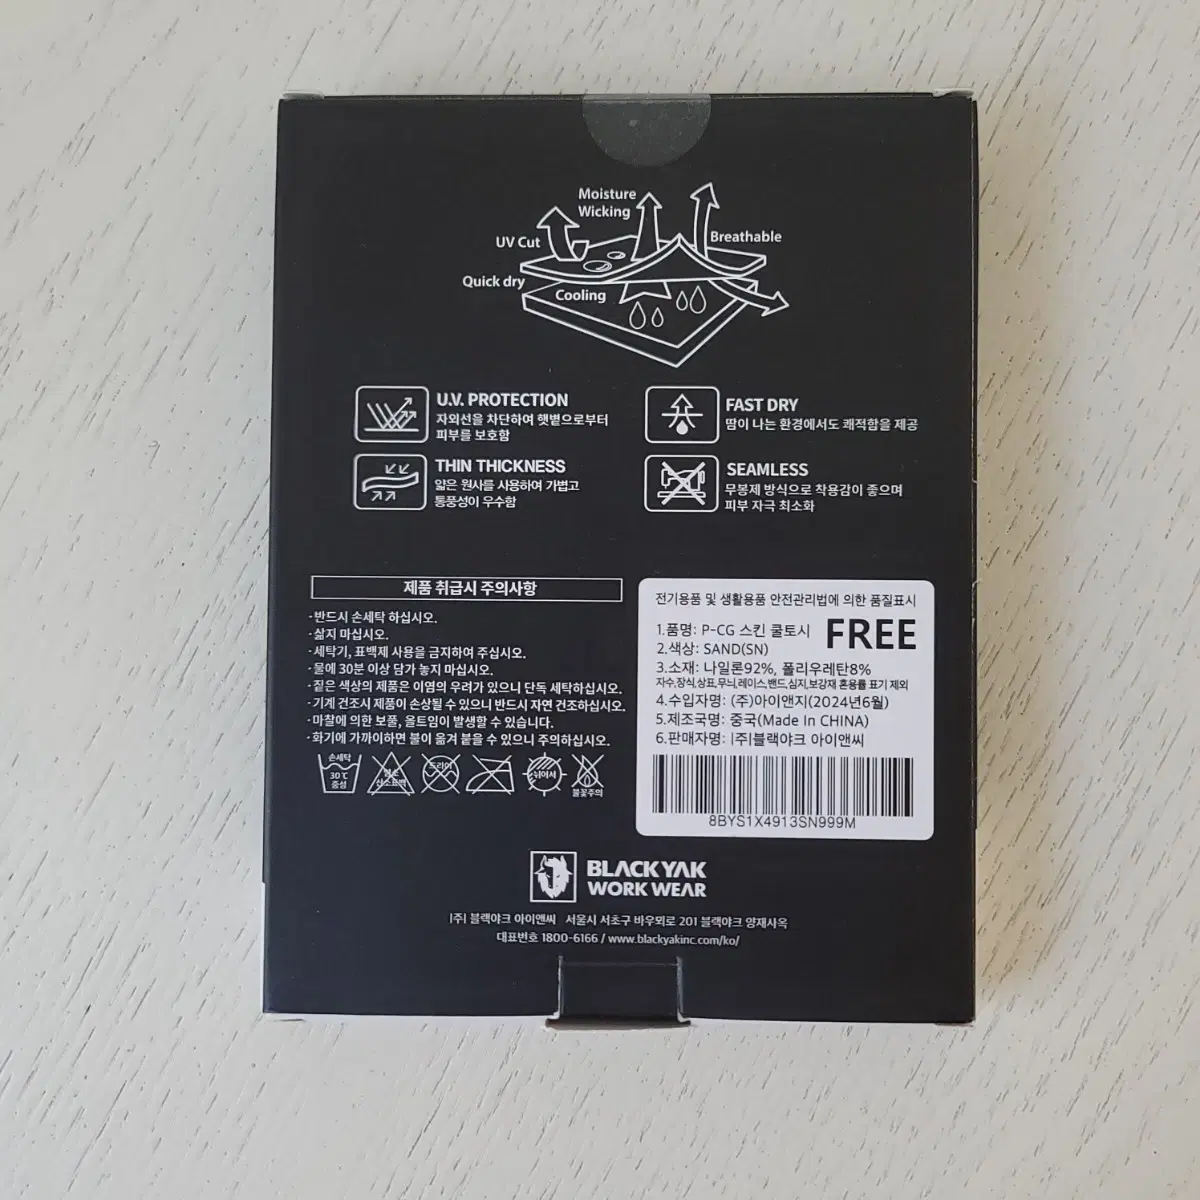 Moisture
Wicking
UV Cut
Breathable
Quick dry
Cooling
U.V. PROTECTION
자외선을 차단하여 햇볕으로부터
피부를 보호함
FAST DRY
땀이 나는 환경에서도 쾌적함을 제공
THIN THICKNESS
얇은 원사를 사용하여 가볍고
통풍성이 우수함
SEAMLESS
무봉제 방식으로 착용감이 좋으며
피부 자극 최소화
제품 취급시 주의사항
·반드시 손세탁 하십시오.
·삶지 마십시오.
·세탁기, 표백제 사용을 금지하여 주십시오.
·물에 30분 이상 담가 놓지 마십시오.
·짙은 색상의 제품은 이염의 우려가 있으니 단독 세탁하십시오.
·기계 건조시 제품이 손상될 수 있으니 반드시 자연 건조하십시오.
·마찰에 의한 보풀, 올트임이 발생할 수 있습니다.
·화기에 가까이하면 불이 옮겨 붙을 수 있으니 주의하십시오.
손세탁
30℃
중성
염소
산소표백
드라이
뉘어서
불꽃주의
전기용품 및 생활용품 안전관리법에 의한 품질표시
1.품명: P-CG 스킨 쿨토시
FREE
2.색상: SAND(SN)
3.소재: 나일론92%, 폴리우레탄8%
자수,장식,상표,무늬,레이스,밴드,심지,보강재 혼용률 표기 제외
4.수입자명: (주)아이앤지(2024년6월)
5.제조국명: 중국(Made In CHINA)
6.판매자명: (주)블랙야크 아이앤씨
8BYS1X4913SN999M
BLACKYAK
WORK WEAR
(주) 블랙야크 아이앤씨 서울시 서초구 바우뫼로 201 블랙야크 양재사옥
대표번호 1800-6166 / www.blackyakinc.com/ko/